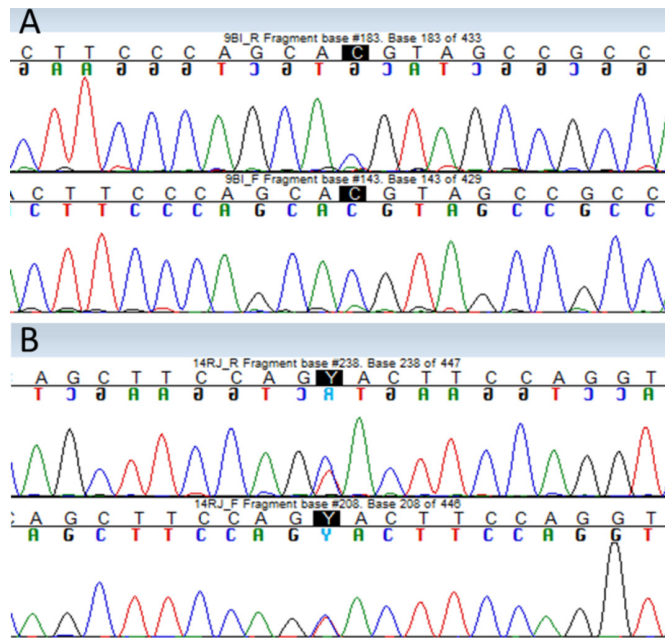 A
9BI_R Fragment base #183. Base 183 of 433
C T T C C C A G C A C G T A G C C G C C
G A A G G G T C G T G C A T C G G C G G
9BI_F Fragment base #143. Base 143 of 429
A C T T C C C A G C A C G T A G C C G C C
C T T C C C A G C A C G T A G C C G C C
B
14RJ_R Fragment base #238. Base 238 of 447
A G C T T C C A G Y A C T T C C A G G T
T C G A A G G T C R T G A A G G T C C A
14RJ_F Fragment base #208. Base 208 of 446
C A G C T T C C A G Y A C T T C C A G G T
A G C T T C C A G Y A C T T C C A G G T